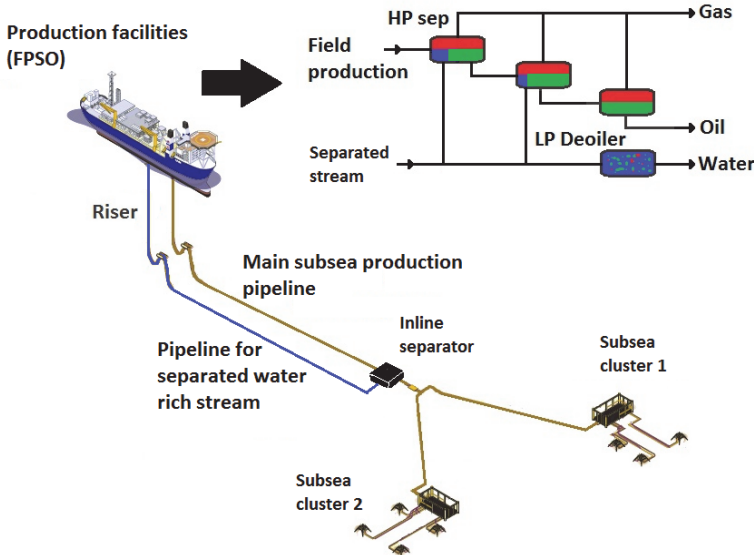 Production facilities
(FPSO)
HP sep
Gas
Field
production
Oil
LP Deoiler
Separated
stream
Water
Riser
Main subsea production
pipeline
Inline
separator
Pipeline for
separated water
rich stream
Subsea
cluster 1
Subsea
cluster 2